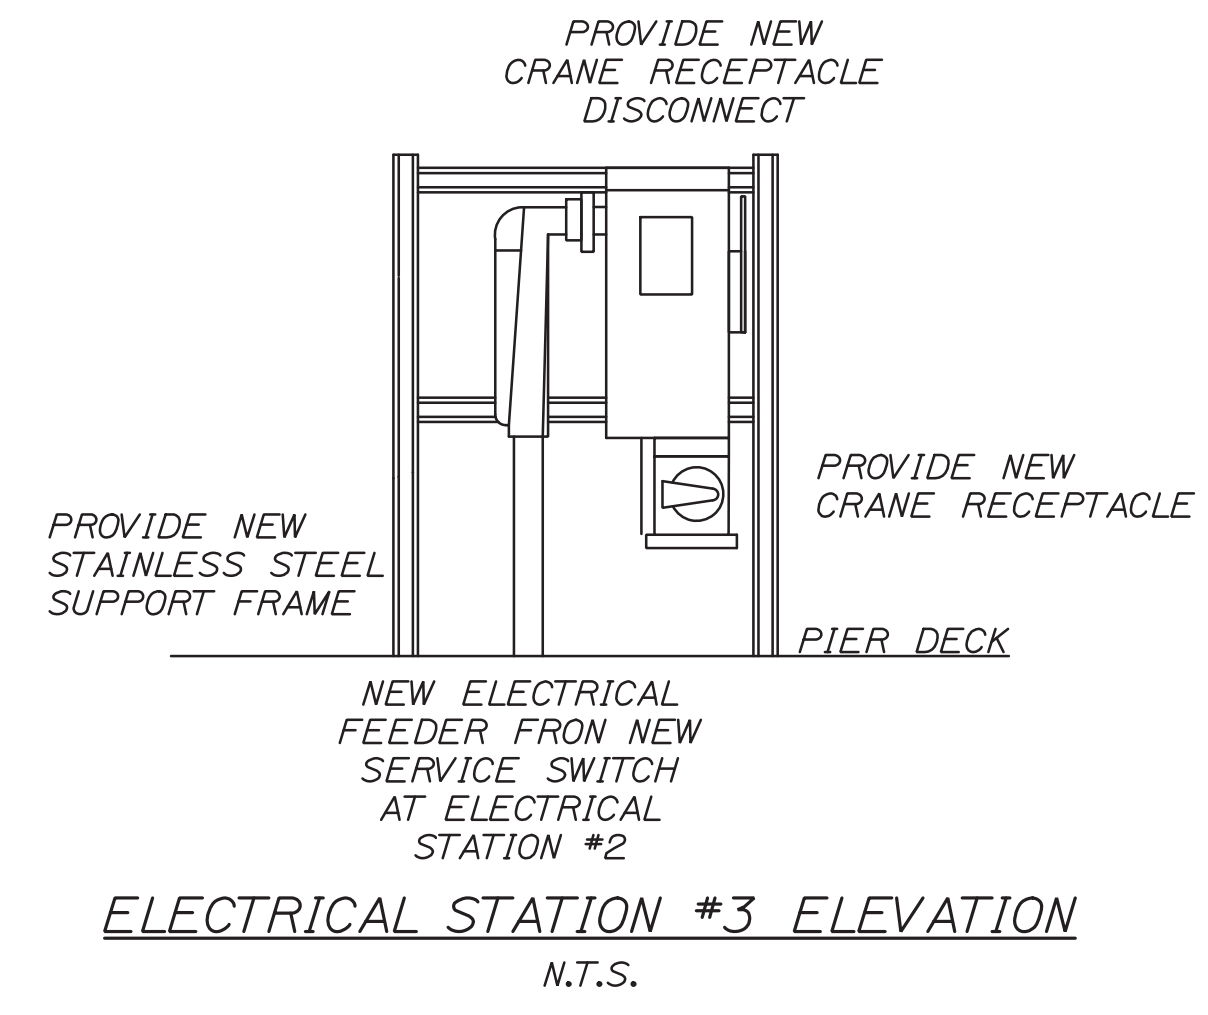 PROVIDE NEW
CRANE RECEPTACLE
DISCONNECT
PROVIDE NEW
CRANE RECEPTACLE
PROVIDE NEW
STAINLESS STEEL
SUPPORT FRAME
PIER DECK
NEW ELECTRICAL
FEEDER FRON NEW
SERVICE SWITCH
AT ELECTRICAL
STATION #2
ELECTRICAL STATION #3 ELEVATION
N.T.S.